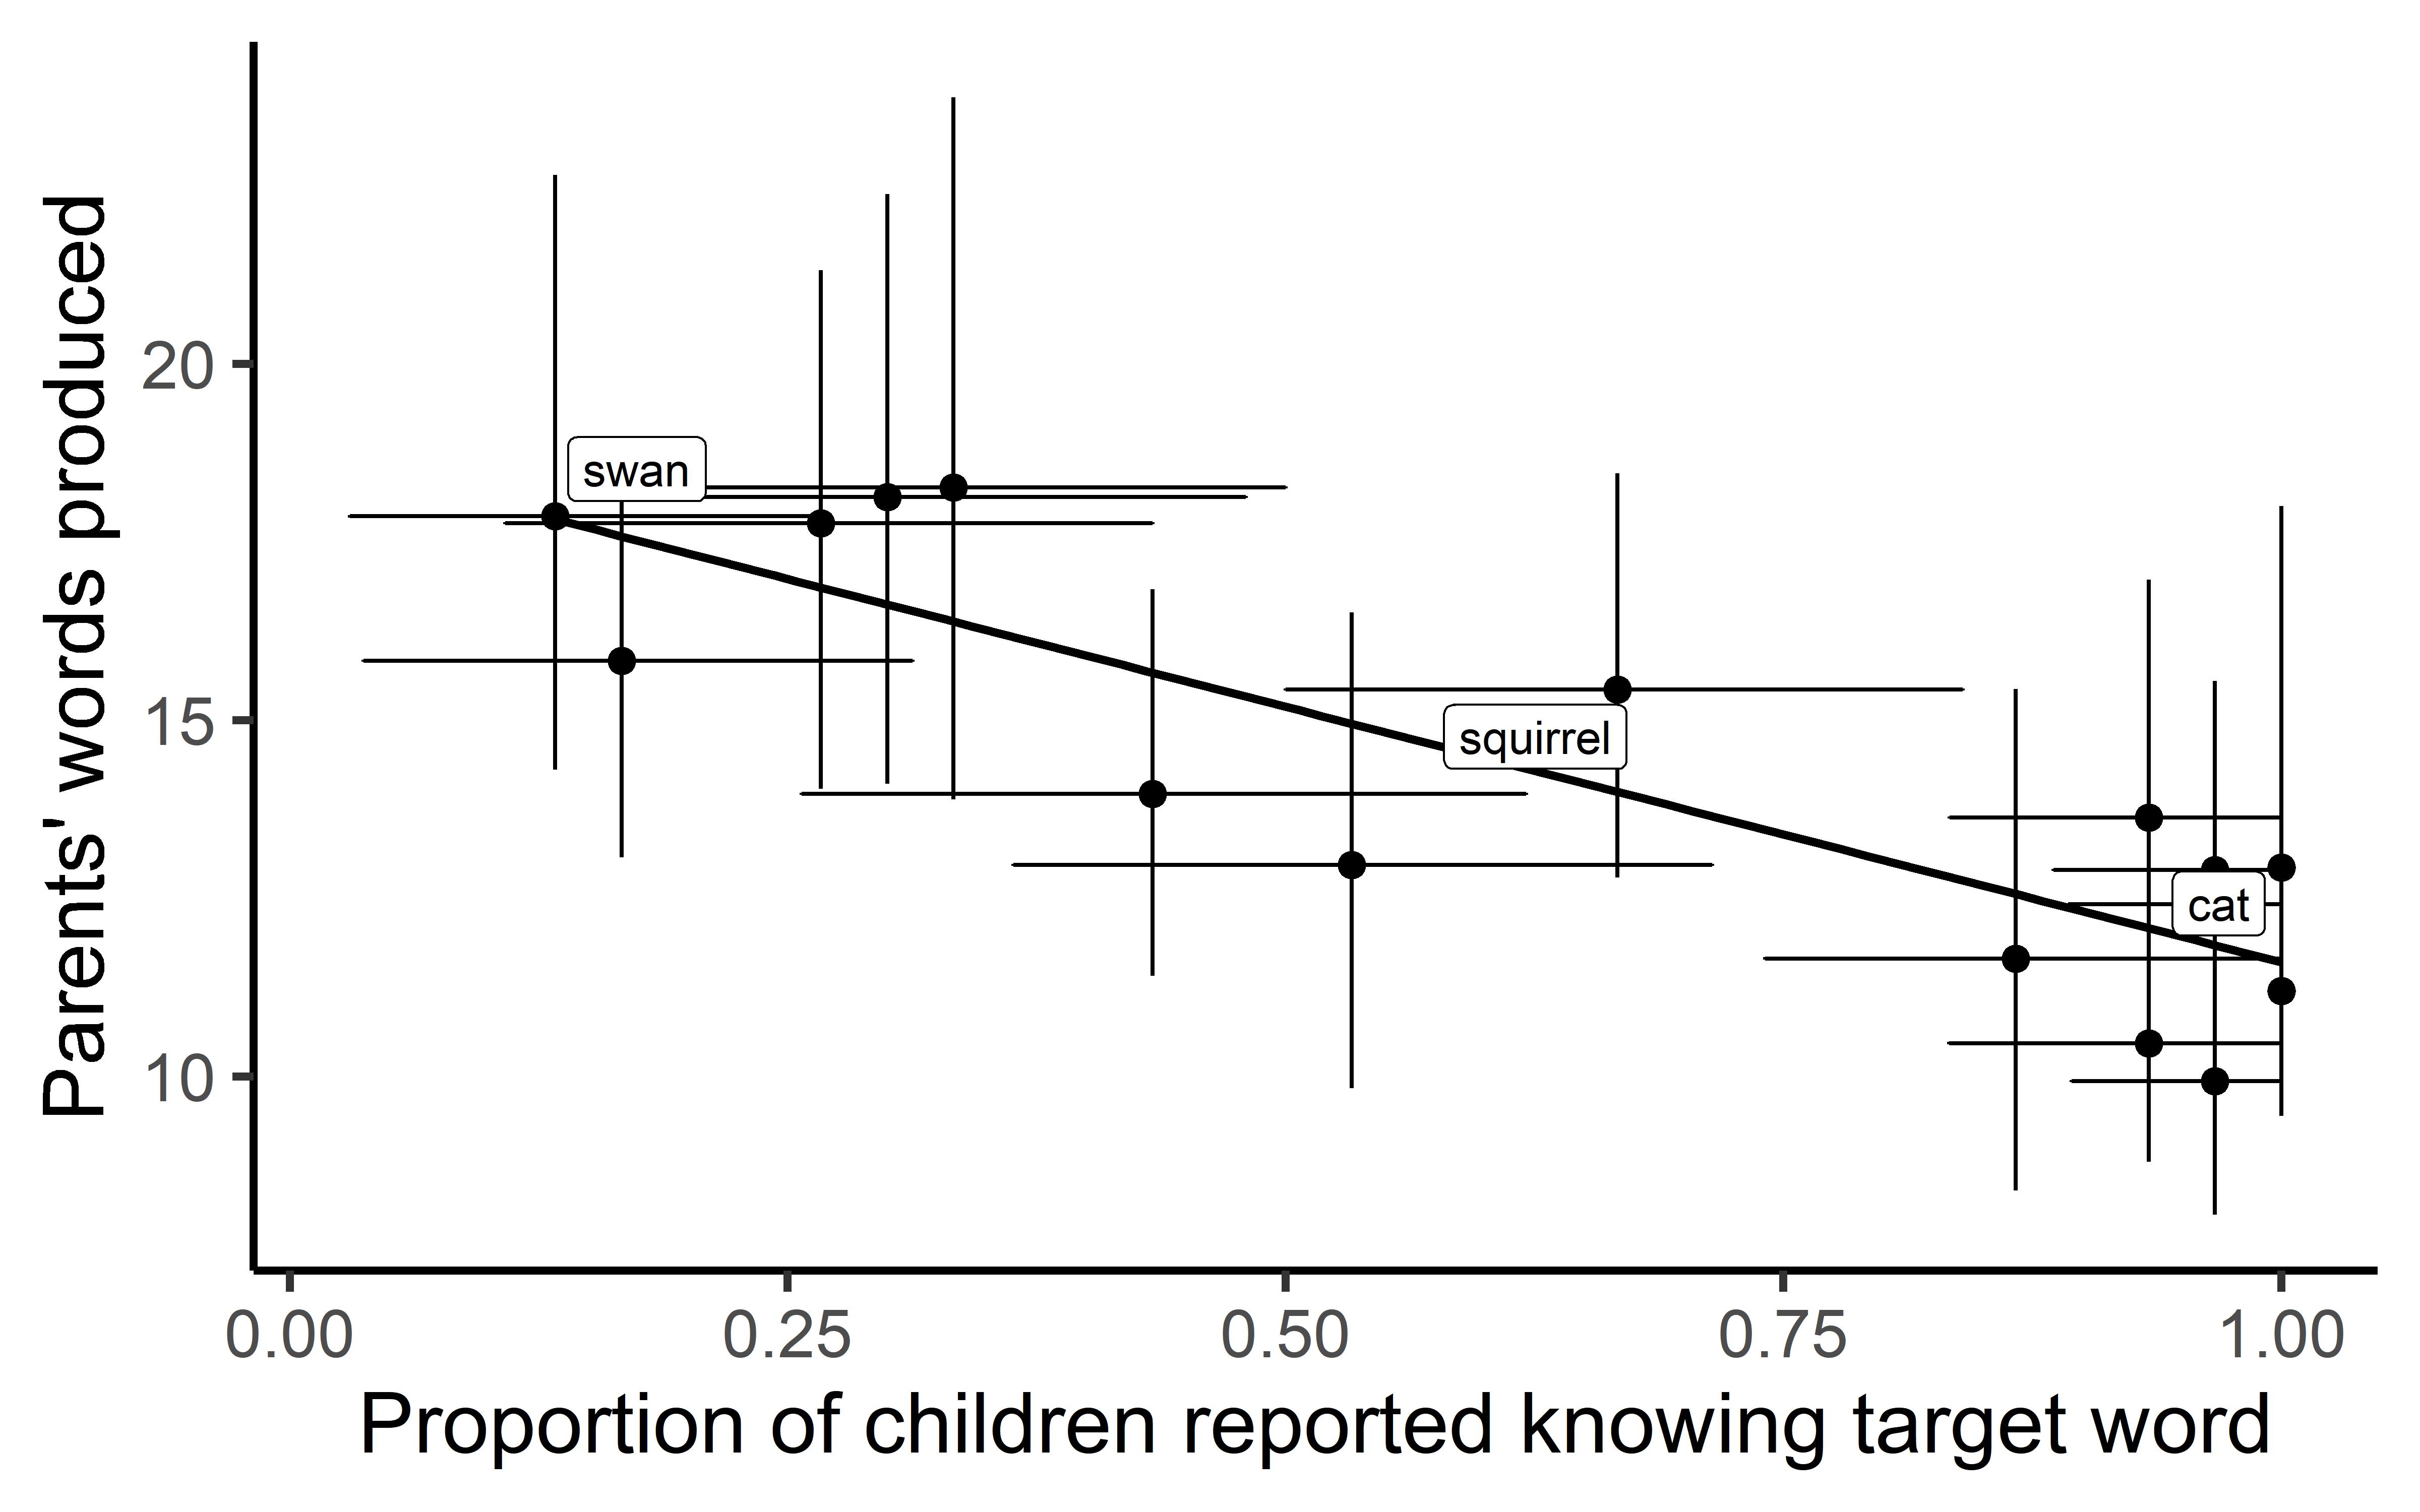 Parents' words produced
20
15
10
swan
squirrel
cat
0.00 0.25 0.50 0.75 1.00
Proportion of children reported knowing target word